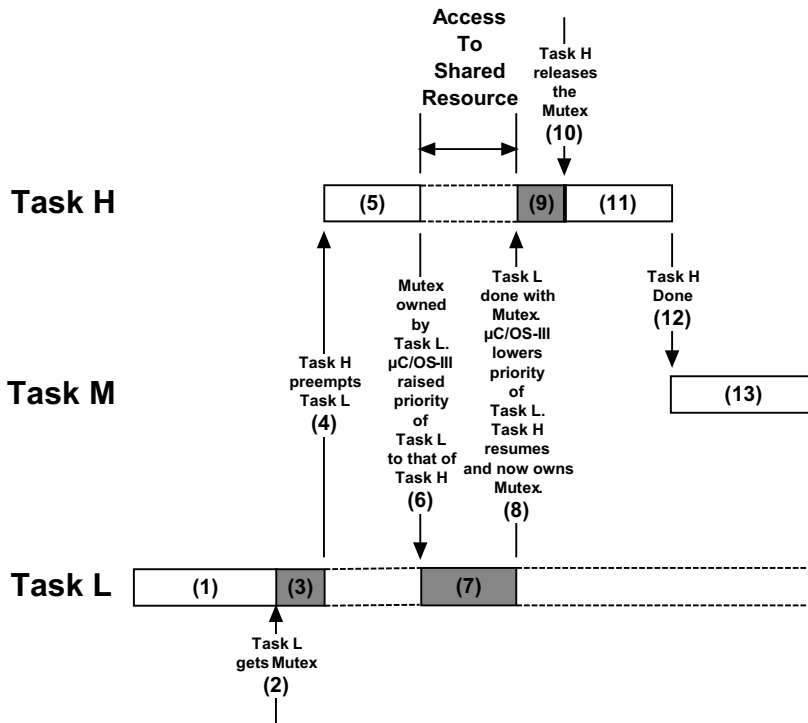 Access
To
Shared
Resource
Task H
releases
the
Mutex
(10)
Task H
(5)
(9)
(11)
Task H
preempts
Task L
(4)
Mutex
owned
by
Task L.
µC/OS-III
raised
priority
of
Task L
to that of
Task H
(6)
Task L
done with
Mutex.
µC/OS-III
lowers
priority
of
Task L.
Task H
resumes
and now owns
Mutex.
(8)
Task H
Done
(12)
Task M
(13)
Task L
(1)
(3)
(7)
Task L
gets Mutex
(2)